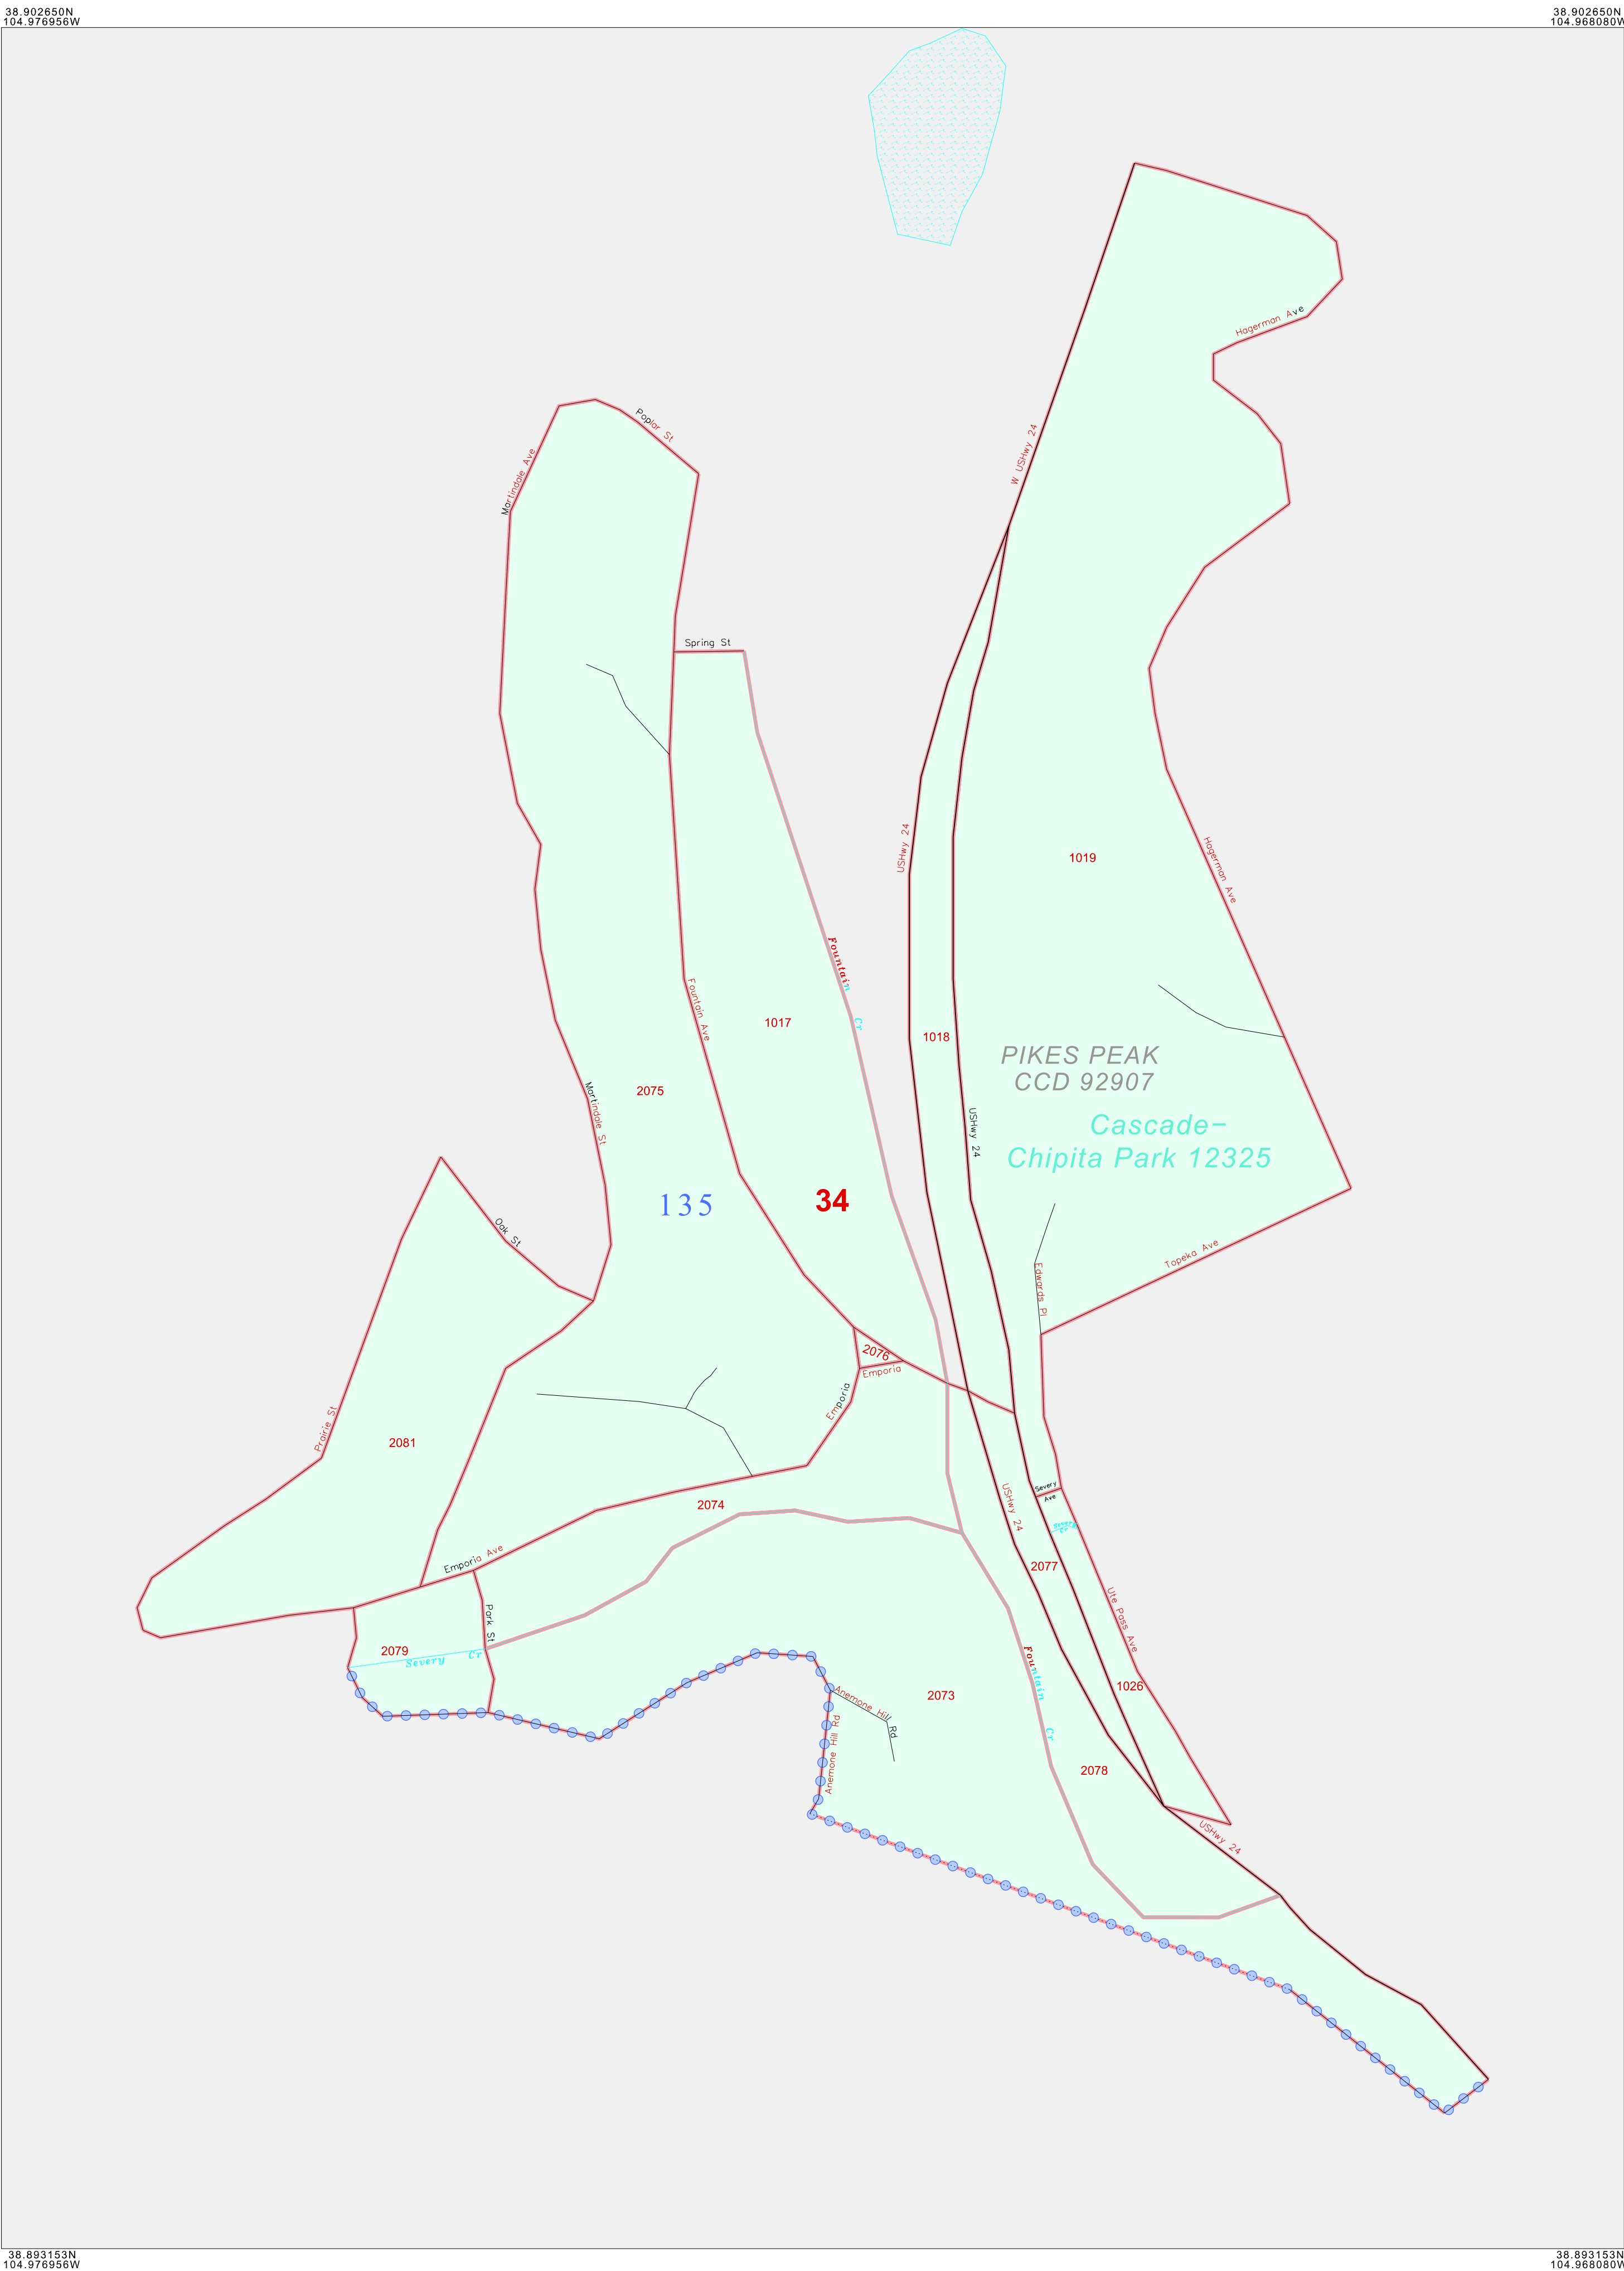 38.902650N
104.976956W
38.902650N
104.968080W
Hagerman Ave
Poplar St
W USHwy 24
Martindale Ave
Spring St
USHwy 24
1019
Hagerman Ave
Fountain Cr
Fountain Ave
1017
1018
PIKES PEAK
CCD 92907
2075
Martindale St
USHwy 24
Cascade-
Chipita Park 12325
135
34
Oak St
Topeka Ave
Edwards Pl
2076
Emporia
Emporia
Prairie St
2081
Severy
Ave
2074
USHwy 24
Severy
Cr
Emporia Ave
2077
Park St
Ute Pass Ave
2079
Severy Cr
Fountain Cr
1026
2073
Anemone Hill Rd
Anemone Hill Rd
2078
USHwy 24
38.893153N
104.976956W
38.893153N
104.968080W